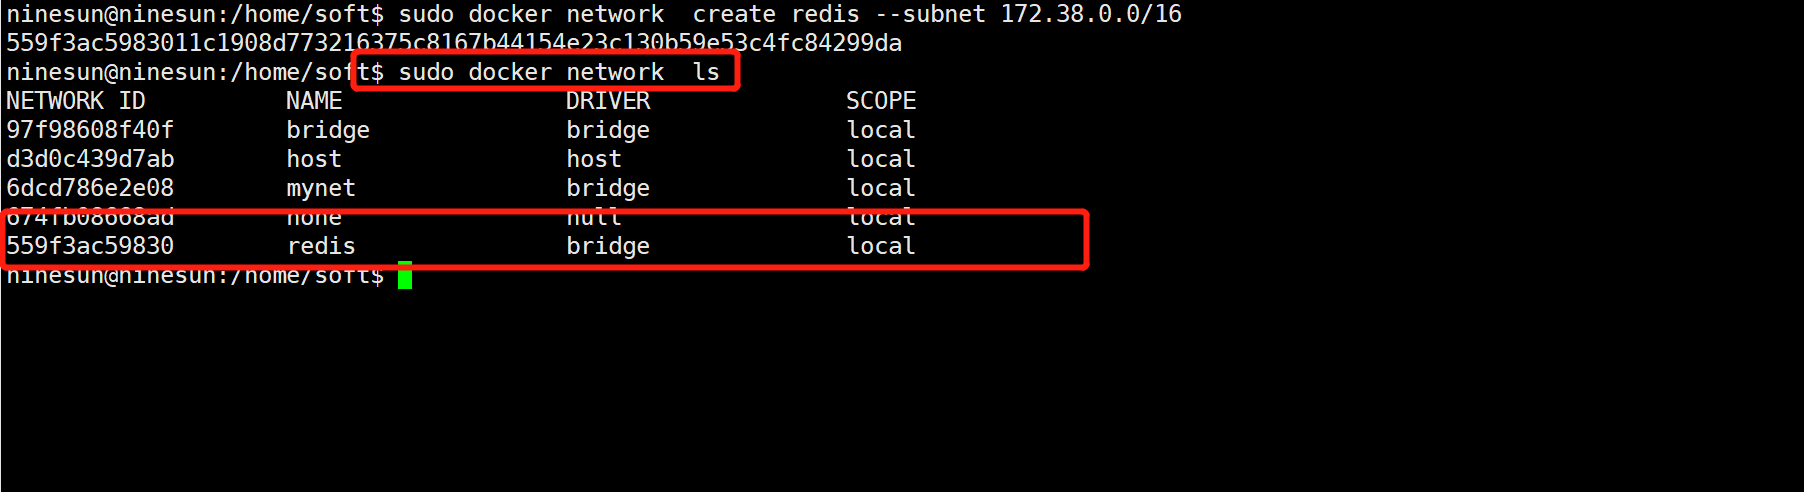 ninesun@ninesun:/home/soft$ sudo docker network  create redis --subnet 172.38.0.0/16
559f3ac5983011c1908d773216375c8167b44154e23c130b59e53c4fc84299da
ninesun@ninesun:/home/soft$ sudo docker network  ls
NETWORK ID          NAME                DRIVER              SCOPE
97f98608f40f        bridge              bridge              local
d3d0c439d7ab        host                host                local
6dcd786e2e08        mynet               bridge              local
674fb08668ad        none                null                local
559f3ac59830        redis               bridge              local
ninesun@ninesun:/home/soft$